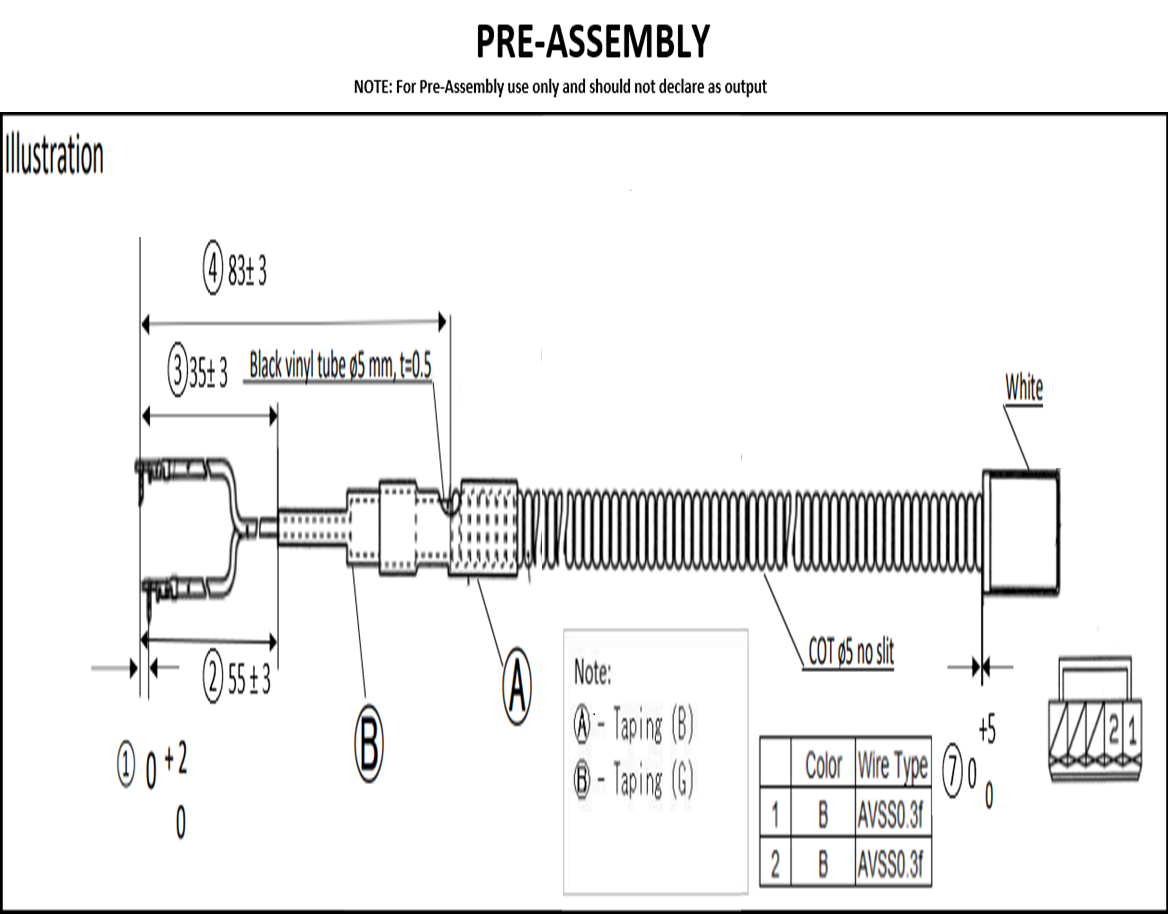 PRE-ASSEMBLY
NOTE: For Pre-Assembly use only and should not declare as output
Illustration
④ 83± 3
③ 35± 3
Black vinyl tube ø5 mm, t=0.5
White
② 55 ± 3
COT ø5 no slit
Ⓐ
Ⓑ
① 0 +2
0
Note:
Ⓐ - Taping (B)
Ⓑ - Taping (G)
Color Wire Type
1 B AVSS0.3f
2 B AVSS0.3f
+5
⑦ 0
0
2 1